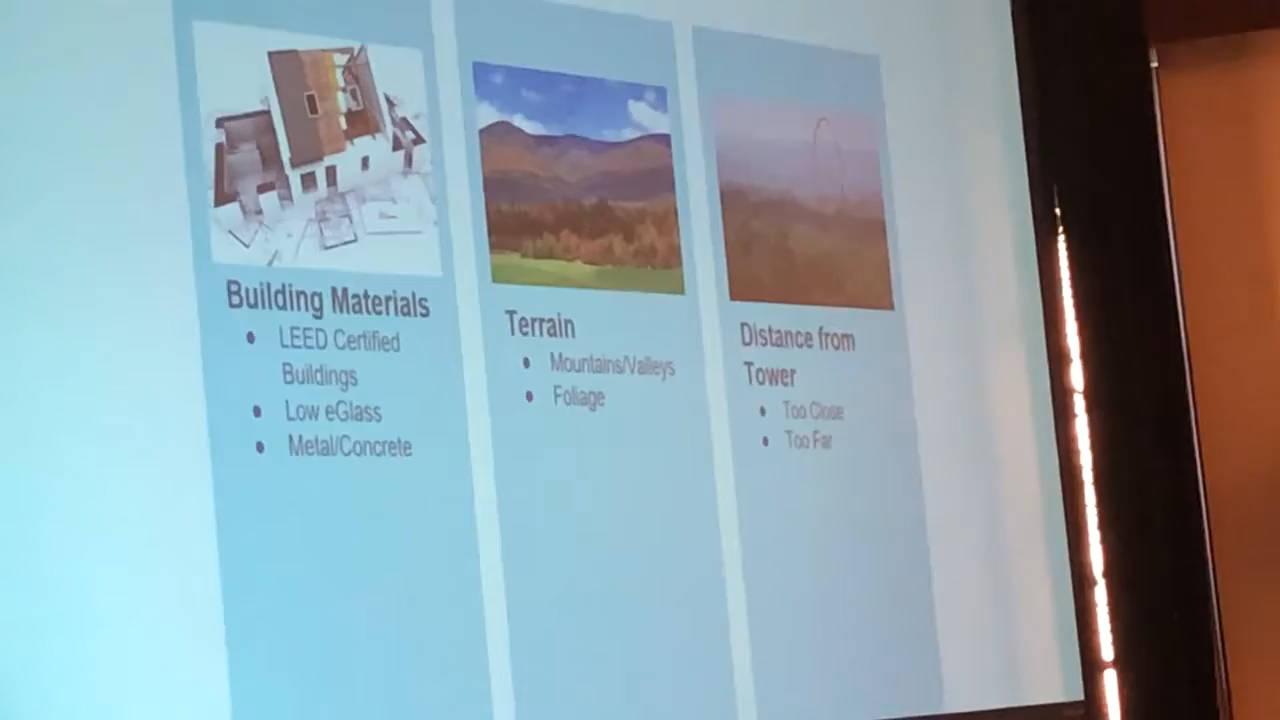 Building Materials
LEED Certified
Buildings
Low eGlass
Metal/Concrete
Terrain
Mountains/Valleys
Foliage
Distance from
Tower
Too Close
Too Far